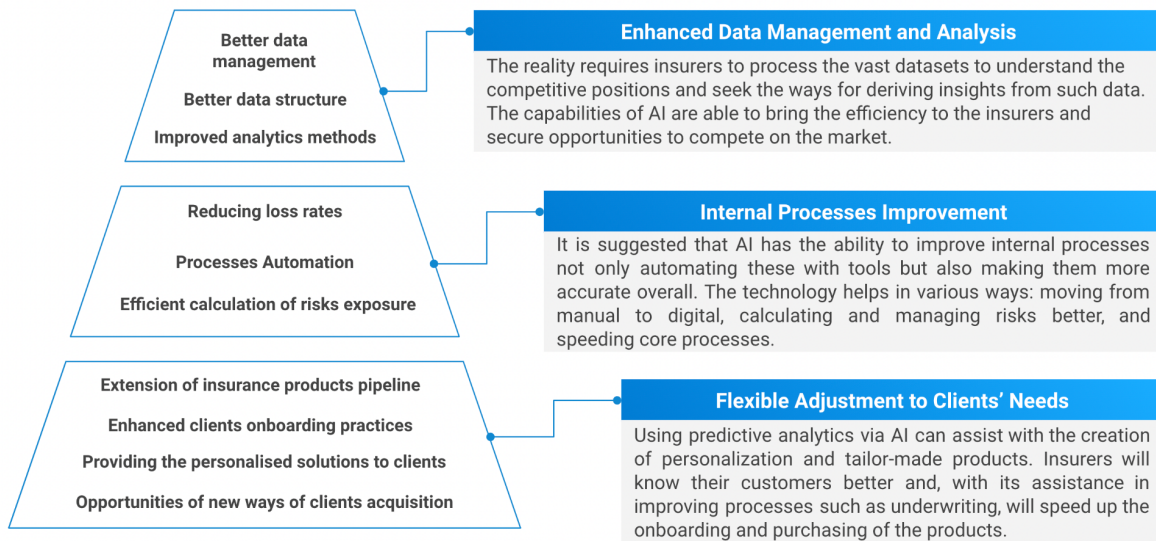 Better data
management
Better data structure
Improved analytics methods
Enhanced Data Management and Analysis
The reality requires insurers to process the vast datasets to understand the
competitive positions and seek the ways for deriving insights from such data.
The capabilities of AI are able to bring the efficiency to the insurers and
secure opportunities to compete on the market.
Reducing loss rates
Processes Automation
Efficient calculation of risks exposure
Internal Processes Improvement
It is suggested that AI has the ability to improve internal processes
not only automating these with tools but also making them more
accurate overall. The technology helps in various ways: moving from
manual to digital, calculating and managing risks better, and
speeding core processes.
Extension of insurance products pipeline
Enhanced clients onboarding practices
Providing the personalised solutions to clients
Opportunities of new ways of clients acquisition
Flexible Adjustment to Clients’ Needs
Using predictive analytics via AI can assist with the creation
of personalization and tailor-made products. Insurers will
know their customers better and, with its assistance in
improving processes such as underwriting, will speed up the
onboarding and purchasing of the products.